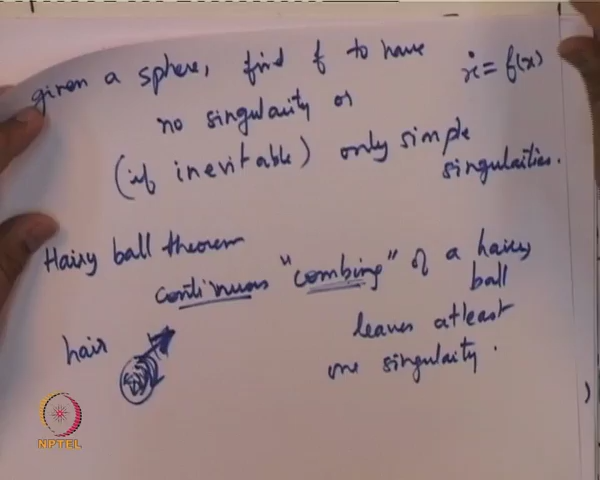 given a sphere, find f to have
ẋ = f(x)
no singularity or
(if inevitable) only simple
singulaities.
Hairy ball theorem
continuous "combing" of a hairy
ball
leaves atleast
one singularity.
hair
)
NPTEL